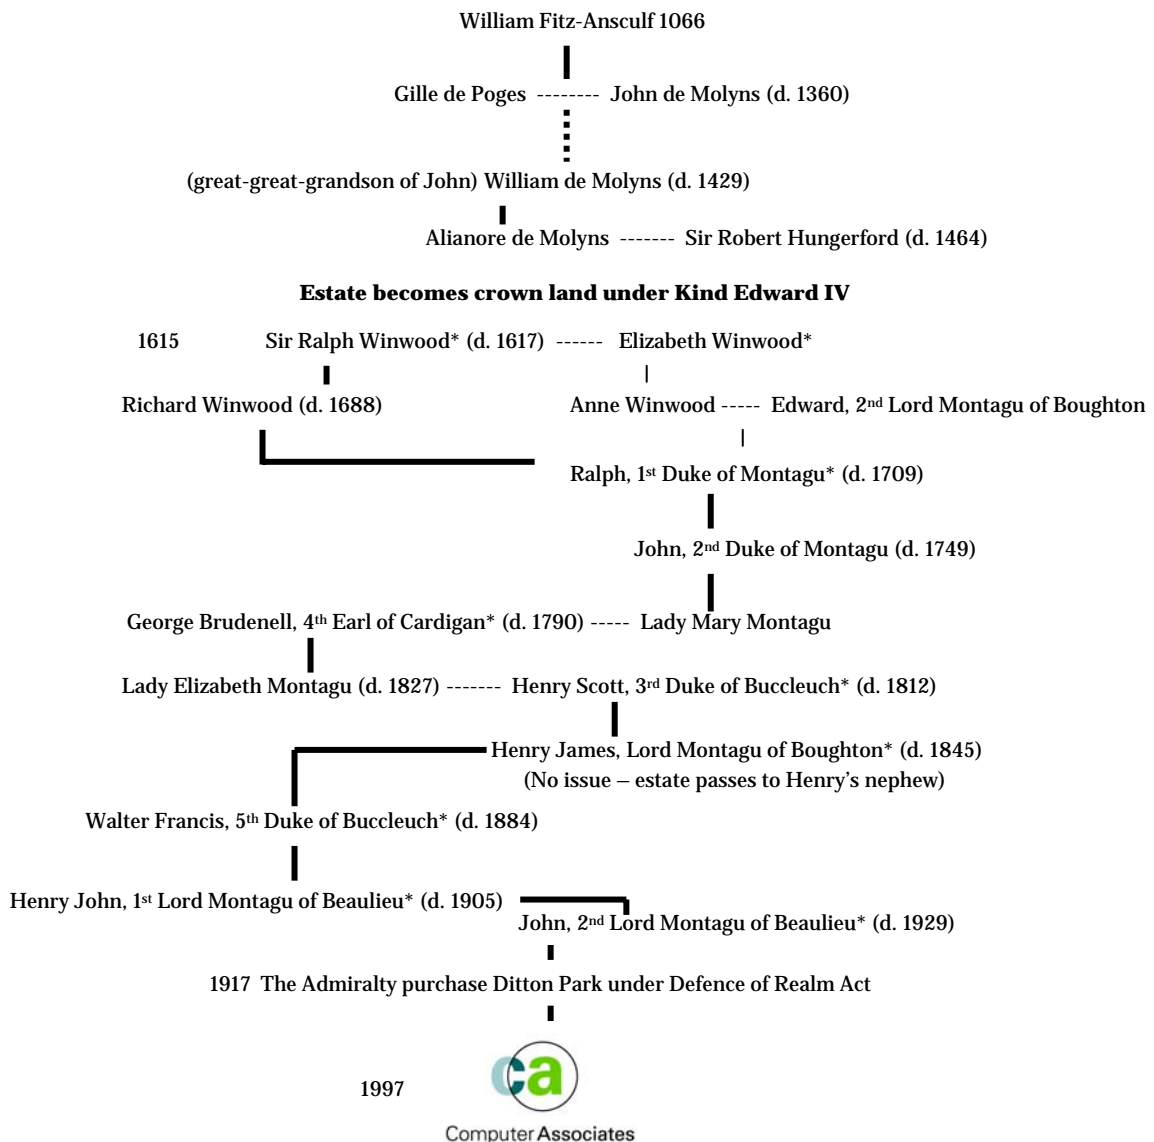 William Fitz-Ansculf 1066
Gille de Poges -------- John de Molyns (d. 1360)
(great-great-grandson of John) William de Molyns (d. 1429)
Alianore de Molyns ------- Sir Robert Hungerford (d. 1464)
Estate becomes crown land under Kind Edward IV
1615 Sir Ralph Winwood* (d. 1617) ------ Elizabeth Winwood*
Richard Winwood (d. 1688) Anne Winwood ----- Edward, 2nd Lord Montagu of Boughton
Ralph, 1st Duke of Montagu* (d. 1709)
John, 2nd Duke of Montagu (d. 1749)
George Brudenell, 4th Earl of Cardigan* (d. 1790) ----- Lady Mary Montagu
Lady Elizabeth Montagu (d. 1827) ------- Henry Scott, 3rd Duke of Buccleuch* (d. 1812)
Henry James, Lord Montagu of Boughton* (d. 1845)
(No issue – estate passes to Henry's nephew)
Walter Francis, 5th Duke of Buccleuch* (d. 1884)
Henry John, 1st Lord Montagu of Beaulieu* (d. 1905)
John, 2nd Lord Montagu of Beaulieu* (d. 1929)
1917 The Admiralty purchase Ditton Park under Defence of Realm Act
1997
ca
Computer Associates